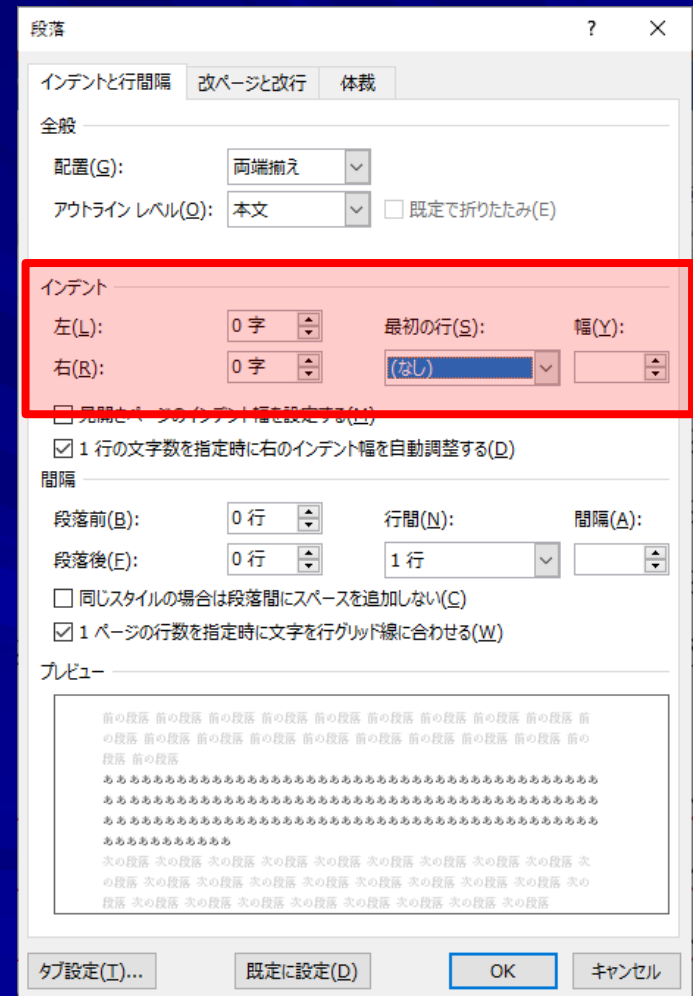 段落 ? ×
インデントと行間隔 改ページと改行 体裁
全般
配置(G): 両端揃え
アウトライン レベル(O): 本文 既定で折りたたみ(E)
インデント
左(L): 0 字 最初の行(S): 幅(Y):
右(R): 0 字 (なし)
見開きページのインデント幅を設定する(M)
1 行の文字数を指定時に右のインデント幅を自動調整する(D)
間隔
段落前(B): 0 行 行間(N): 間隔(A):
段落後(F): 0 行 1 行
同じスタイルの場合は段落間にスペースを追加しない(C)
1 ページの行数を指定時に文字を行グリッド線に合わせる(W)
プレビュー
前の段落 前の段落 前の段落 前の段落 前の段落 前の段落 前の段落 前の段落 前の段落 前
の段落 前の段落 前の段落 前の段落 前の段落 前の段落 前の段落 前の段落 前の段落 前の
段落 前の段落
ああああああああああああああああああああああああああああああああああああああああ
ああああああああああああああああああああああああああああああああああああああああ
ああああああああああああああああああああああああああああああああああああああああ
ああああああああああ
次の段落 次の段落 次の段落 次の段落 次の段落 次の段落 次の段落 次の段落 次の段落 次
の段落 次の段落 次の段落 次の段落 次の段落 次の段落 次の段落 次の段落 次の段落 次の
段落 次の段落 次の段落 次の段落 次の段落 次の段落 次の段落 次の段落 次の段落
タブ設定(T)... 既定に設定(D) OK キャンセル